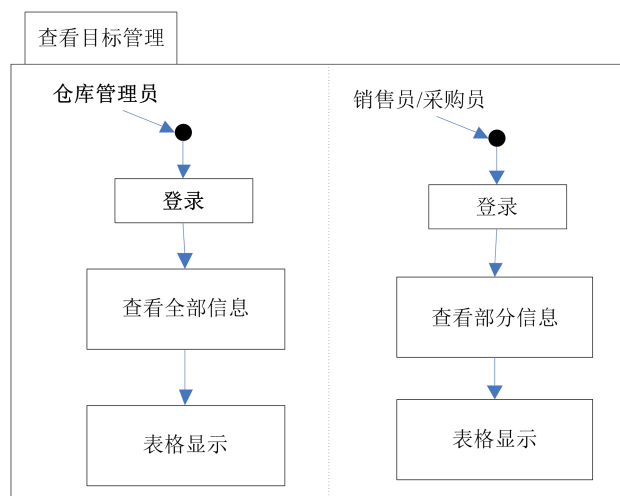 查看目标管理
仓库管理员
登录
查看全部信息
表格显示
销售员/采购员
登录
查看部分信息
表格显示